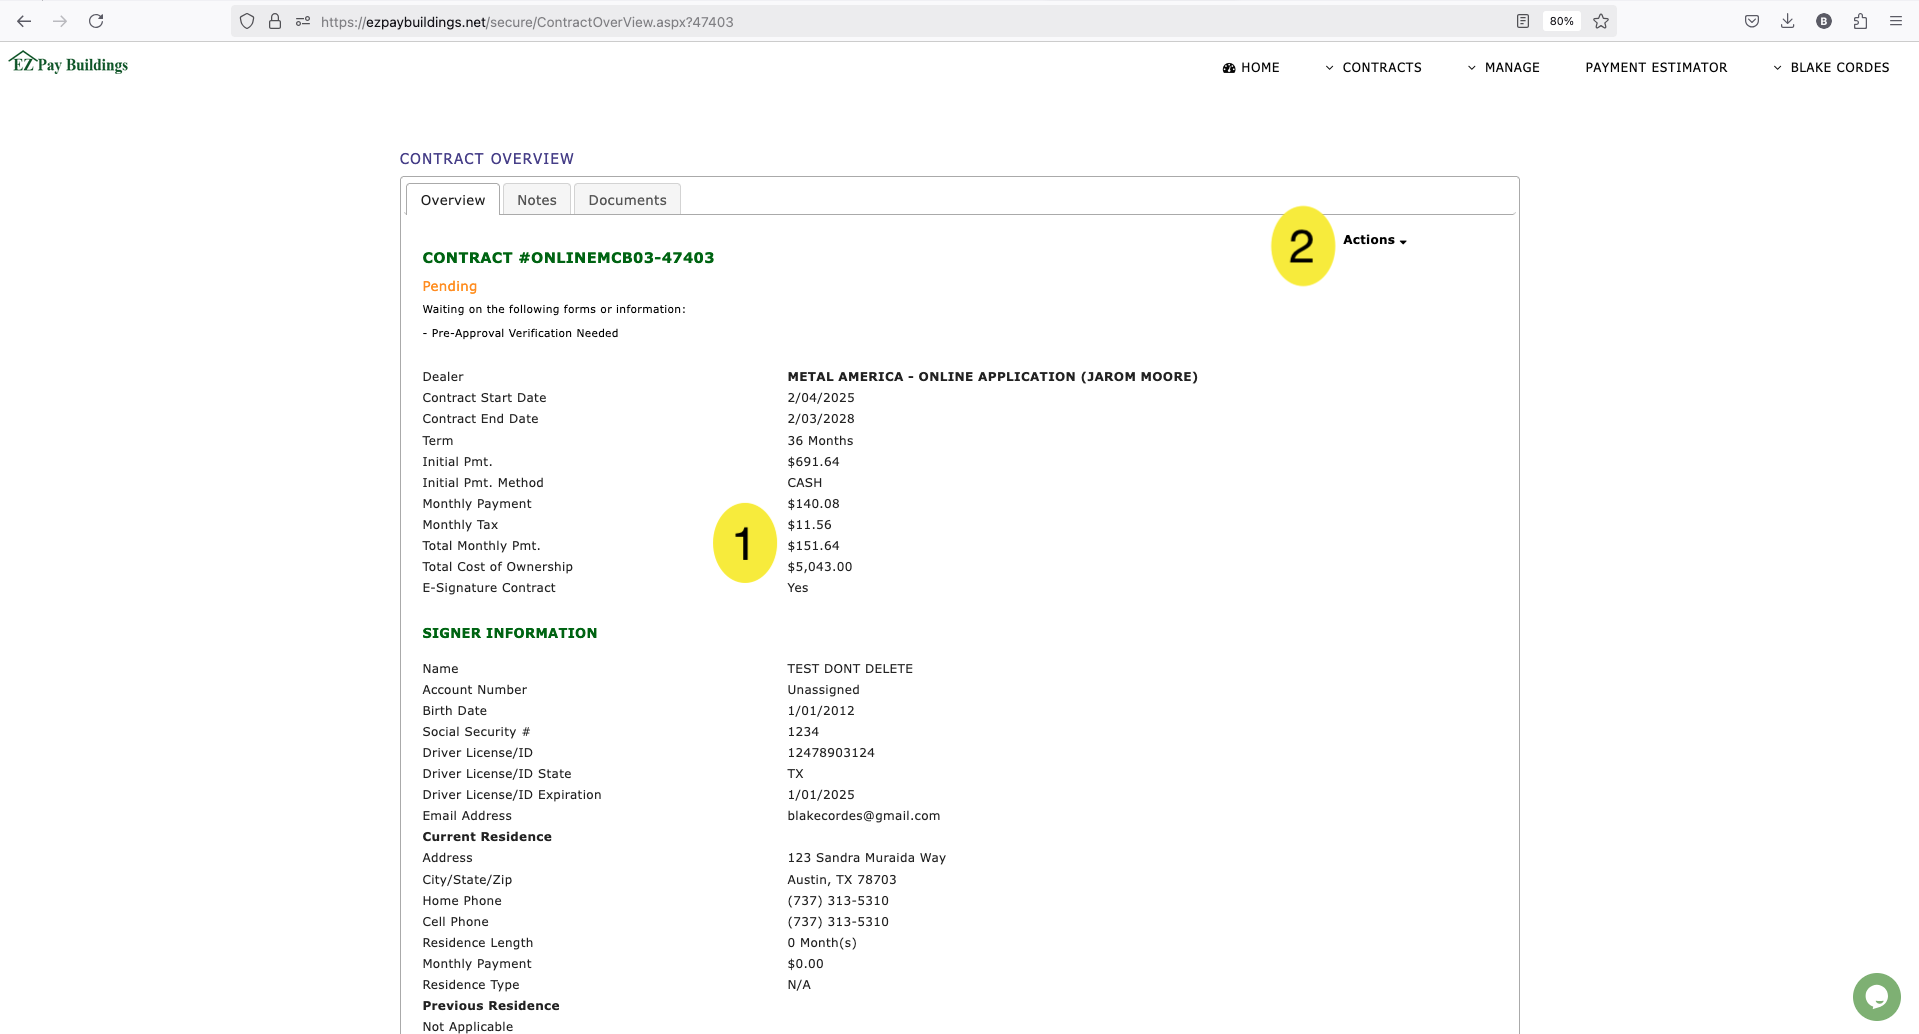 https://ezpaybuildings.net/secure/ContractOverView.aspx?47403
80%
B
EZ Pay Buildings
HOME
CONTRACTS
MANAGE
PAYMENT ESTIMATOR
BLAKE CORDES
CONTRACT OVERVIEW
Overview
Notes
Documents
2
Actions
CONTRACT #ONLINEMCB03-47403
Pending
Waiting on the following forms or information:
- Pre-Approval Verification Needed
Dealer METAL AMERICA - ONLINE APPLICATION (JAROM MOORE)
Contract Start Date 2/04/2025
Contract End Date 2/03/2028
Term 36 Months
Initial Pmt. $691.64
Initial Pmt. Method CASH
Monthly Payment $140.08
Monthly Tax $11.56
Total Monthly Pmt. 1 $151.64
Total Cost of Ownership $5,043.00
E-Signature Contract Yes
SIGNER INFORMATION
Name TEST DONT DELETE
Account Number Unassigned
Birth Date 1/01/2012
Social Security # 1234
Driver License/ID 12478903124
Driver License/ID State TX
Driver License/ID Expiration 1/01/2025
Email Address blakecordes@gmail.com
Current Residence
Address 123 Sandra Muraida Way
City/State/Zip Austin, TX 78703
Home Phone (737) 313-5310
Cell Phone (737) 313-5310
Residence Length 0 Month(s)
Monthly Payment $0.00
Residence Type N/A
Previous Residence
Not Applicable